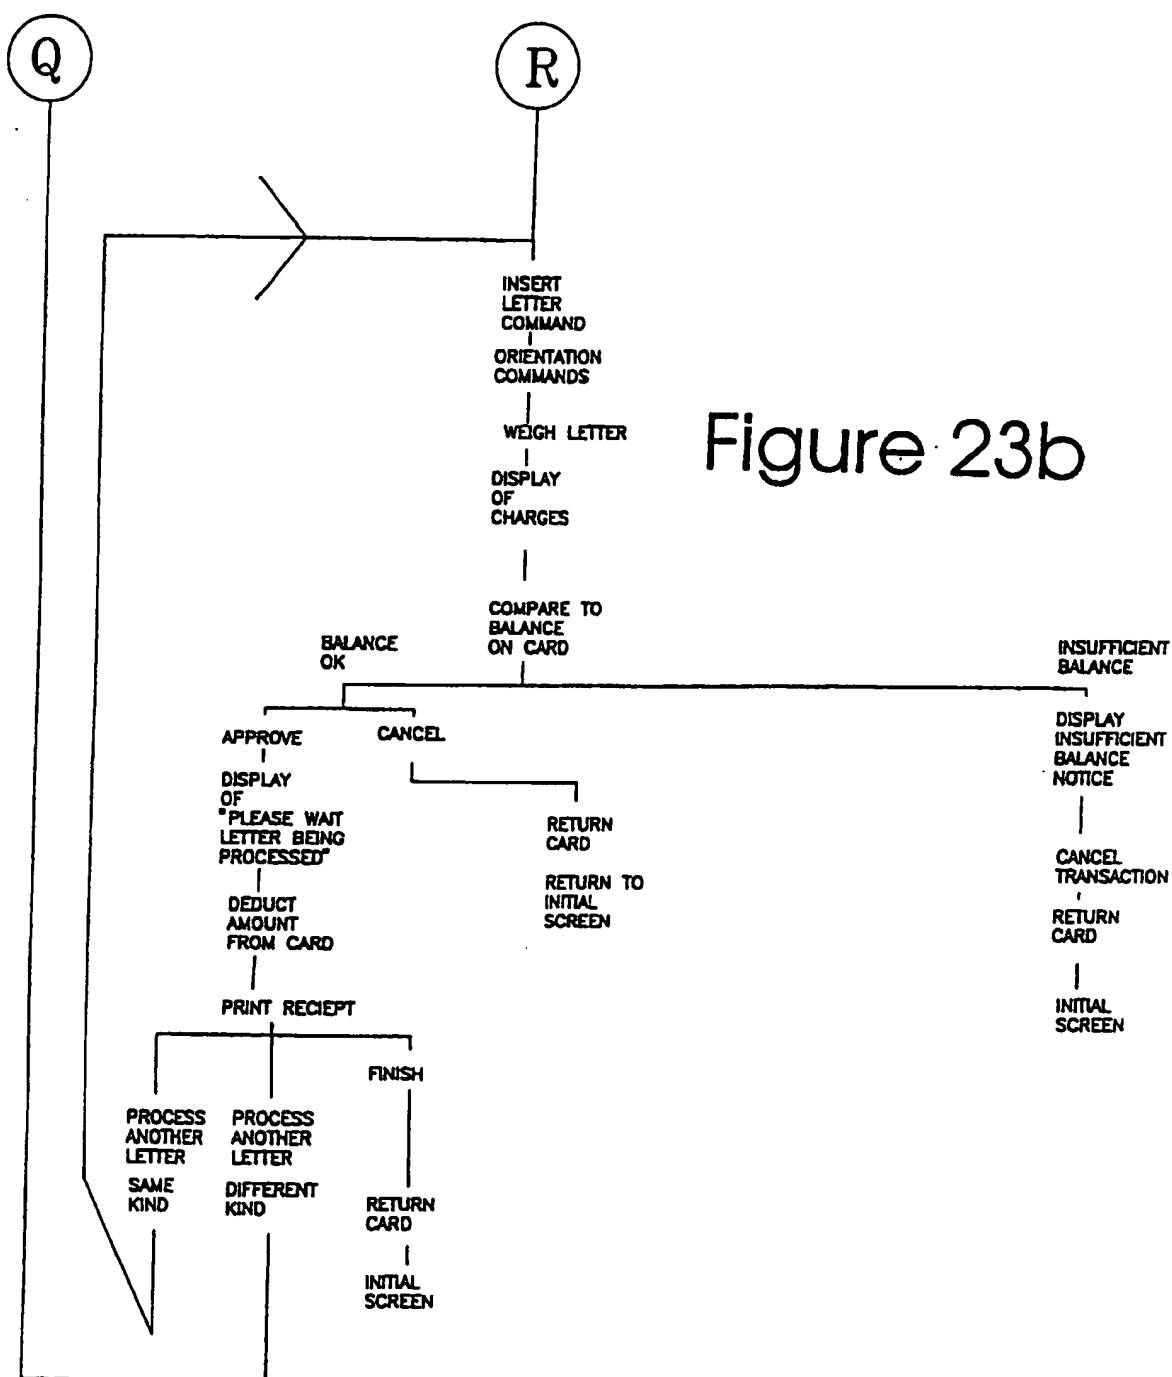 Q
R
INSERT
LETTER
COMMAND
ORIENTATION
COMMANDS
WEIGH LETTER
Figure 23b
DISPLAY
OF
CHARGES
COMPARE TO
BALANCE
ON CARD
BALANCE
OK
INSUFFICIENT
BALANCE
APPROVE
CANCEL
DISPLAY
INSUFFICIENT
BALANCE
NOTICE
DISPLAY
OF
"PLEASE WAIT
LETTER BEING
PROCESSED"
RETURN
CARD
RETURN TO
INITIAL
SCREEN
CANCEL
TRANSACTION
RETURN
CARD
INITIAL
SCREEN
DEDUCT
AMOUNT
FROM CARD
PRINT RECIEPT
PROCESS
ANOTHER
LETTER
SAME
KIND
PROCESS
ANOTHER
LETTER
DIFFERENT
KIND
FINISH
RETURN
CARD
INITIAL
SCREEN